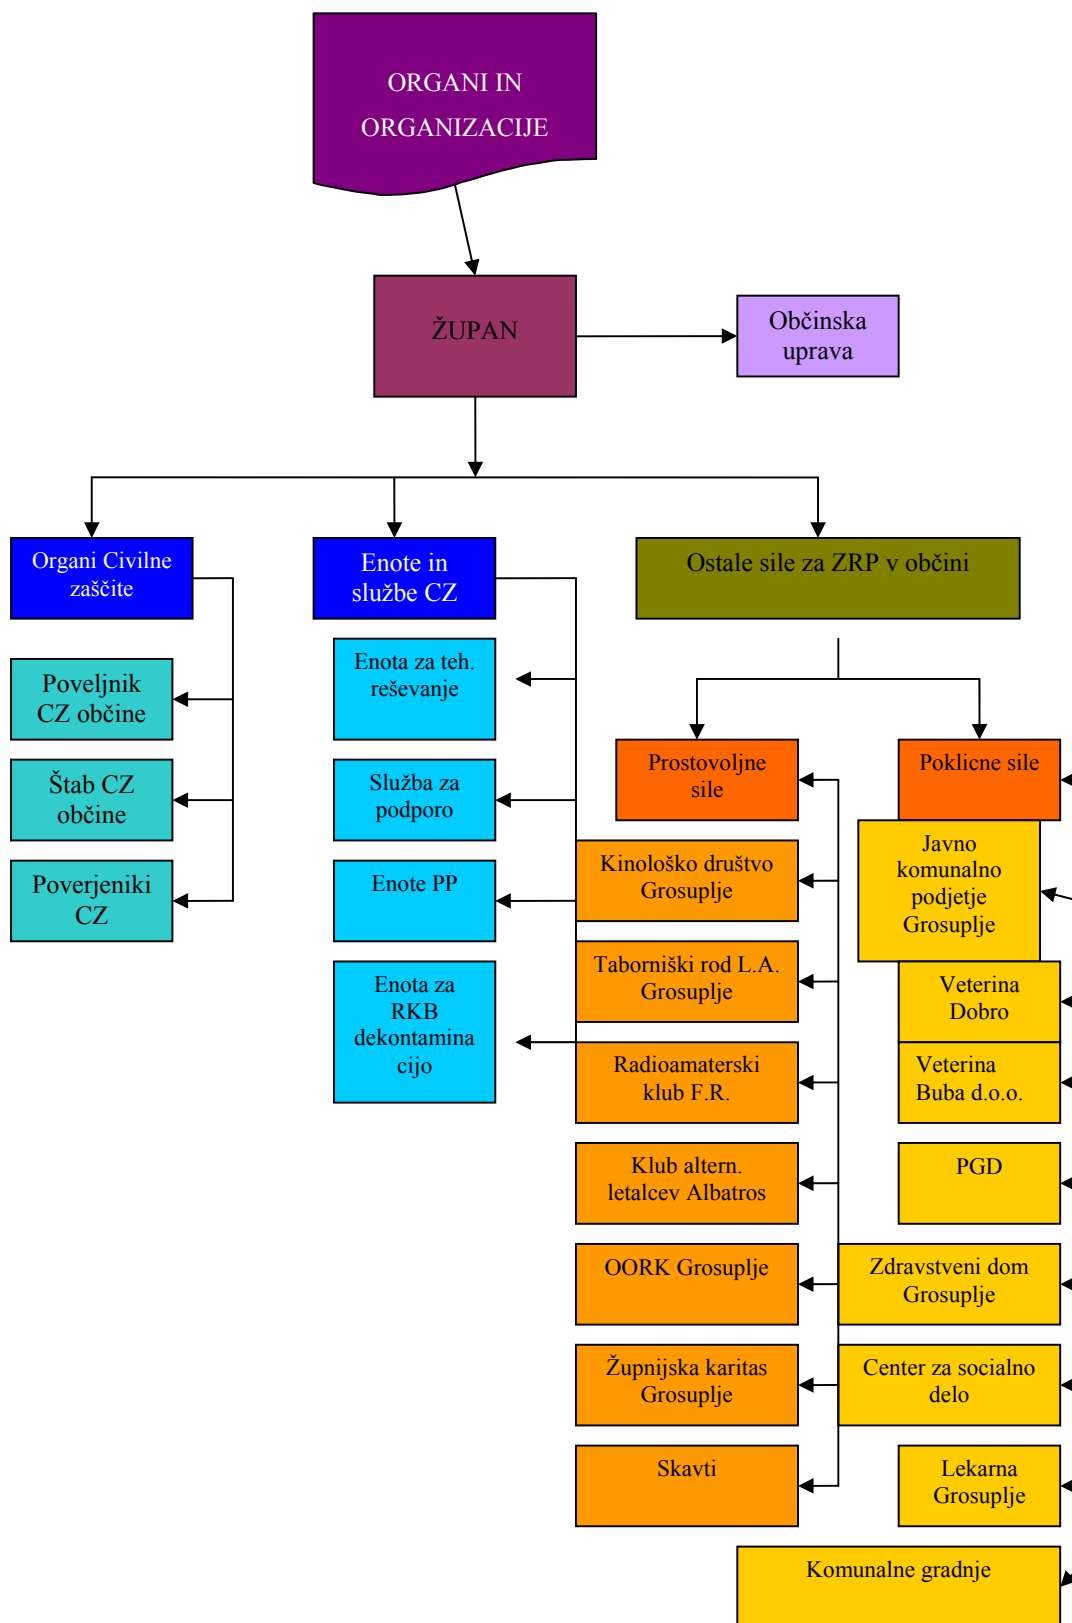 ORGANI IN
ORGANIZACIJE
ŽUPAN
Občinska
uprava
Organi Civilne
zaščite
Poveljnik
CZ občine
Štab CZ
občine
Poverjeniki
CZ
Enote in
službe CZ
Enota za teh.
reševanje
Služba za
podporo
Enote PP
Enota za
RKB
dekontamina
cijo
Ostale sile za ZRP v občini
Prostovoljne
sile
Kinološko društvo
Grosuplje
Taborniški rod L.A.
Grosuplje
Radioamaterski
klub F.R.
Klub altern.
letalcev Albatros
OORK Grosuplje
Župnijska karitas
Grosuplje
Skavti
Poklicne sile
Javno
komunalno
podjetje
Grosuplje
Veterina
Dobro
Veterina
Buba d.o.o.
PGD
Zdravstveni dom
Grosuplje
Center za socialno
delo
Lekarna
Grosuplje
Komunalne gradnje